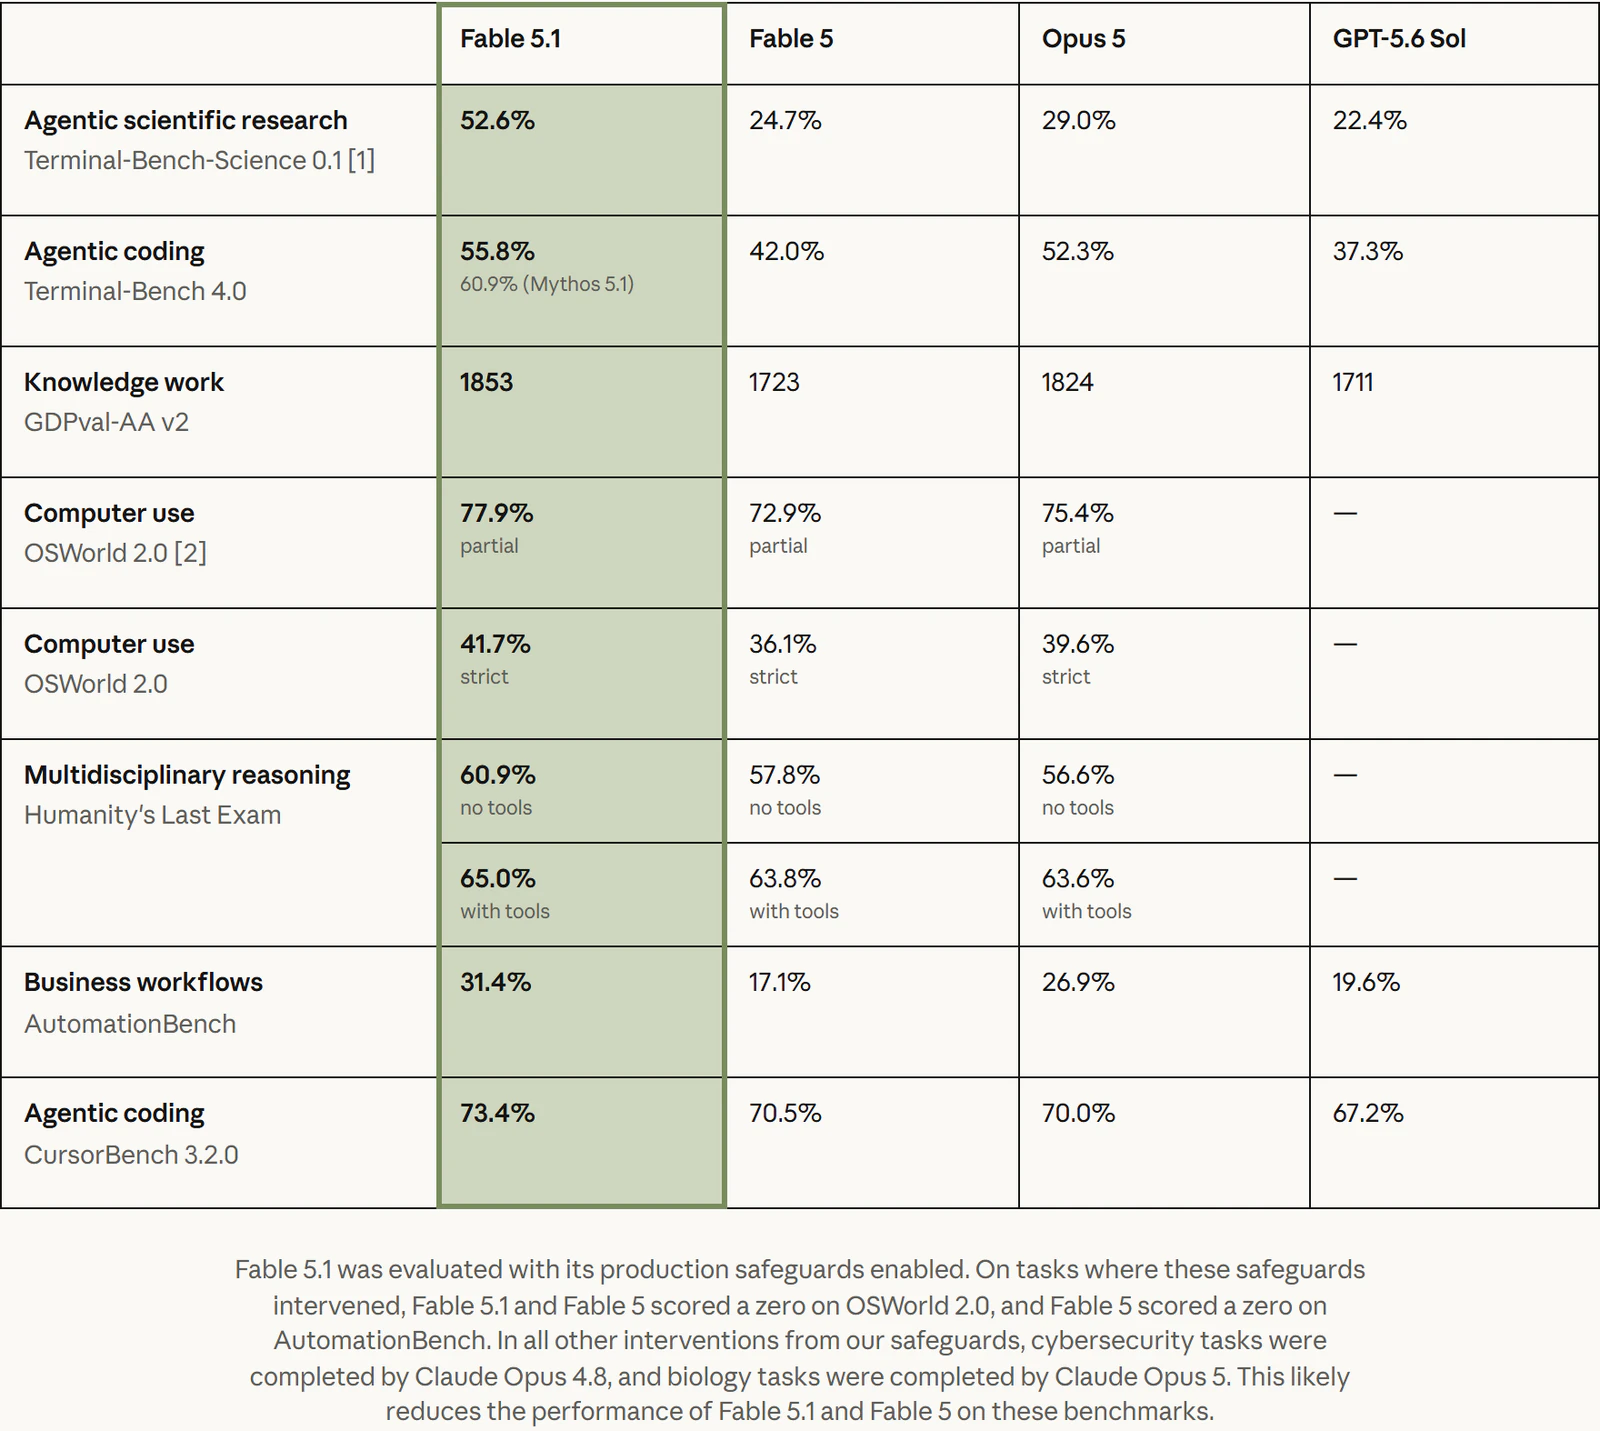 Fable 5.1
Fable 5
Opus 5
GPT-5.6 Sol
Agentic scientific research
Terminal-Bench-Science 0.1 [1]
52.6%
24.7%
29.0%
22.4%
Agentic coding
Terminal-Bench 4.0
55.8%
60.9% (Mythos 5.1)
42.0%
52.3%
37.3%
Knowledge work
GDPval-AA v2
1853
1723
1824
1711
Computer use
OSWorld 2.0 [2]
77.9%
partial
72.9%
partial
75.4%
partial
—
Computer use
OSWorld 2.0
41.7%
strict
36.1%
strict
39.6%
strict
—
Multidisciplinary reasoning
Humanity's Last Exam
60.9%
no tools
57.8%
no tools
56.6%
no tools
—
65.0%
with tools
63.8%
with tools
63.6%
with tools
—
Business workflows
AutomationBench
31.4%
17.1%
26.9%
19.6%
Agentic coding
CursorBench 3.2.0
73.4%
70.5%
70.0%
67.2%
Fable 5.1 was evaluated with its production safeguards enabled. On tasks where these safeguards
intervened, Fable 5.1 and Fable 5 scored a zero on OSWorld 2.0, and Fable 5 scored a zero on
AutomationBench. In all other interventions from our safeguards, cybersecurity tasks were
completed by Claude Opus 4.8, and biology tasks were completed by Claude Opus 5. This likely
reduces the performance of Fable 5.1 and Fable 5 on these benchmarks.